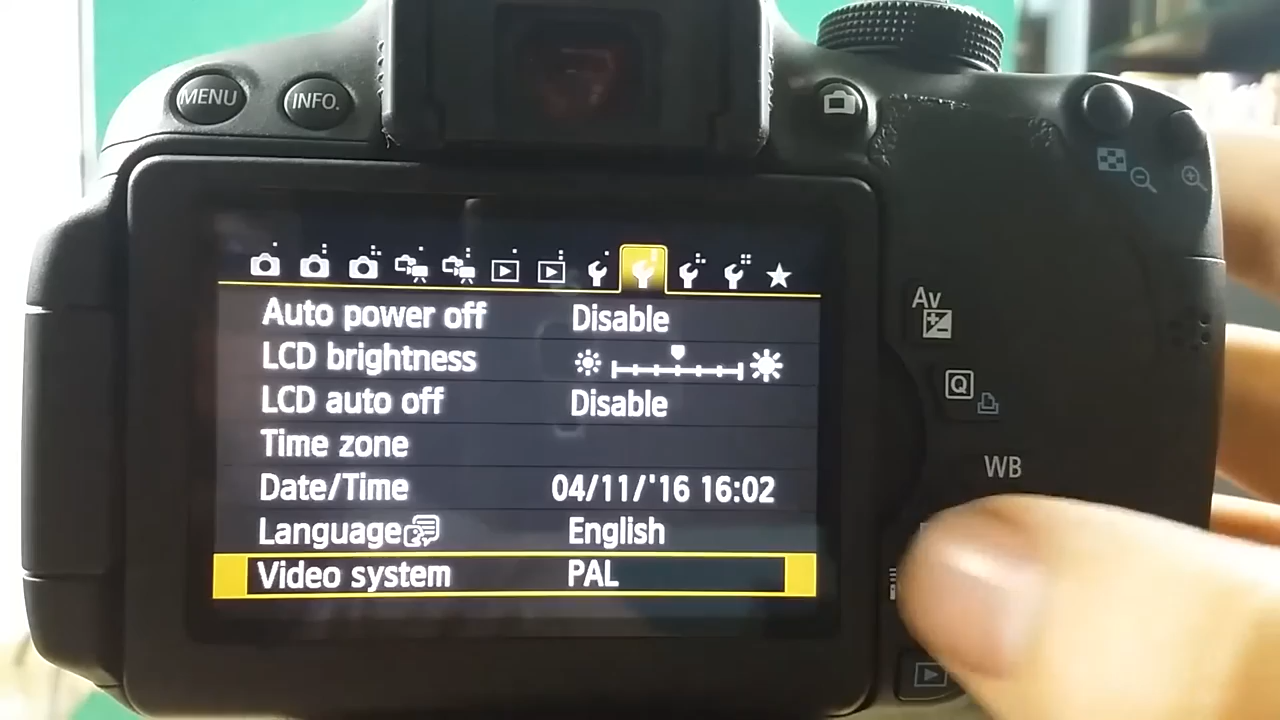 MENU INFO.
Auto power off Disable
LCD brightness
LCD auto off Disable
Time zone
Date/Time 04/11/'16 16:02
Language English
Video system PAL
Av
Q
WB